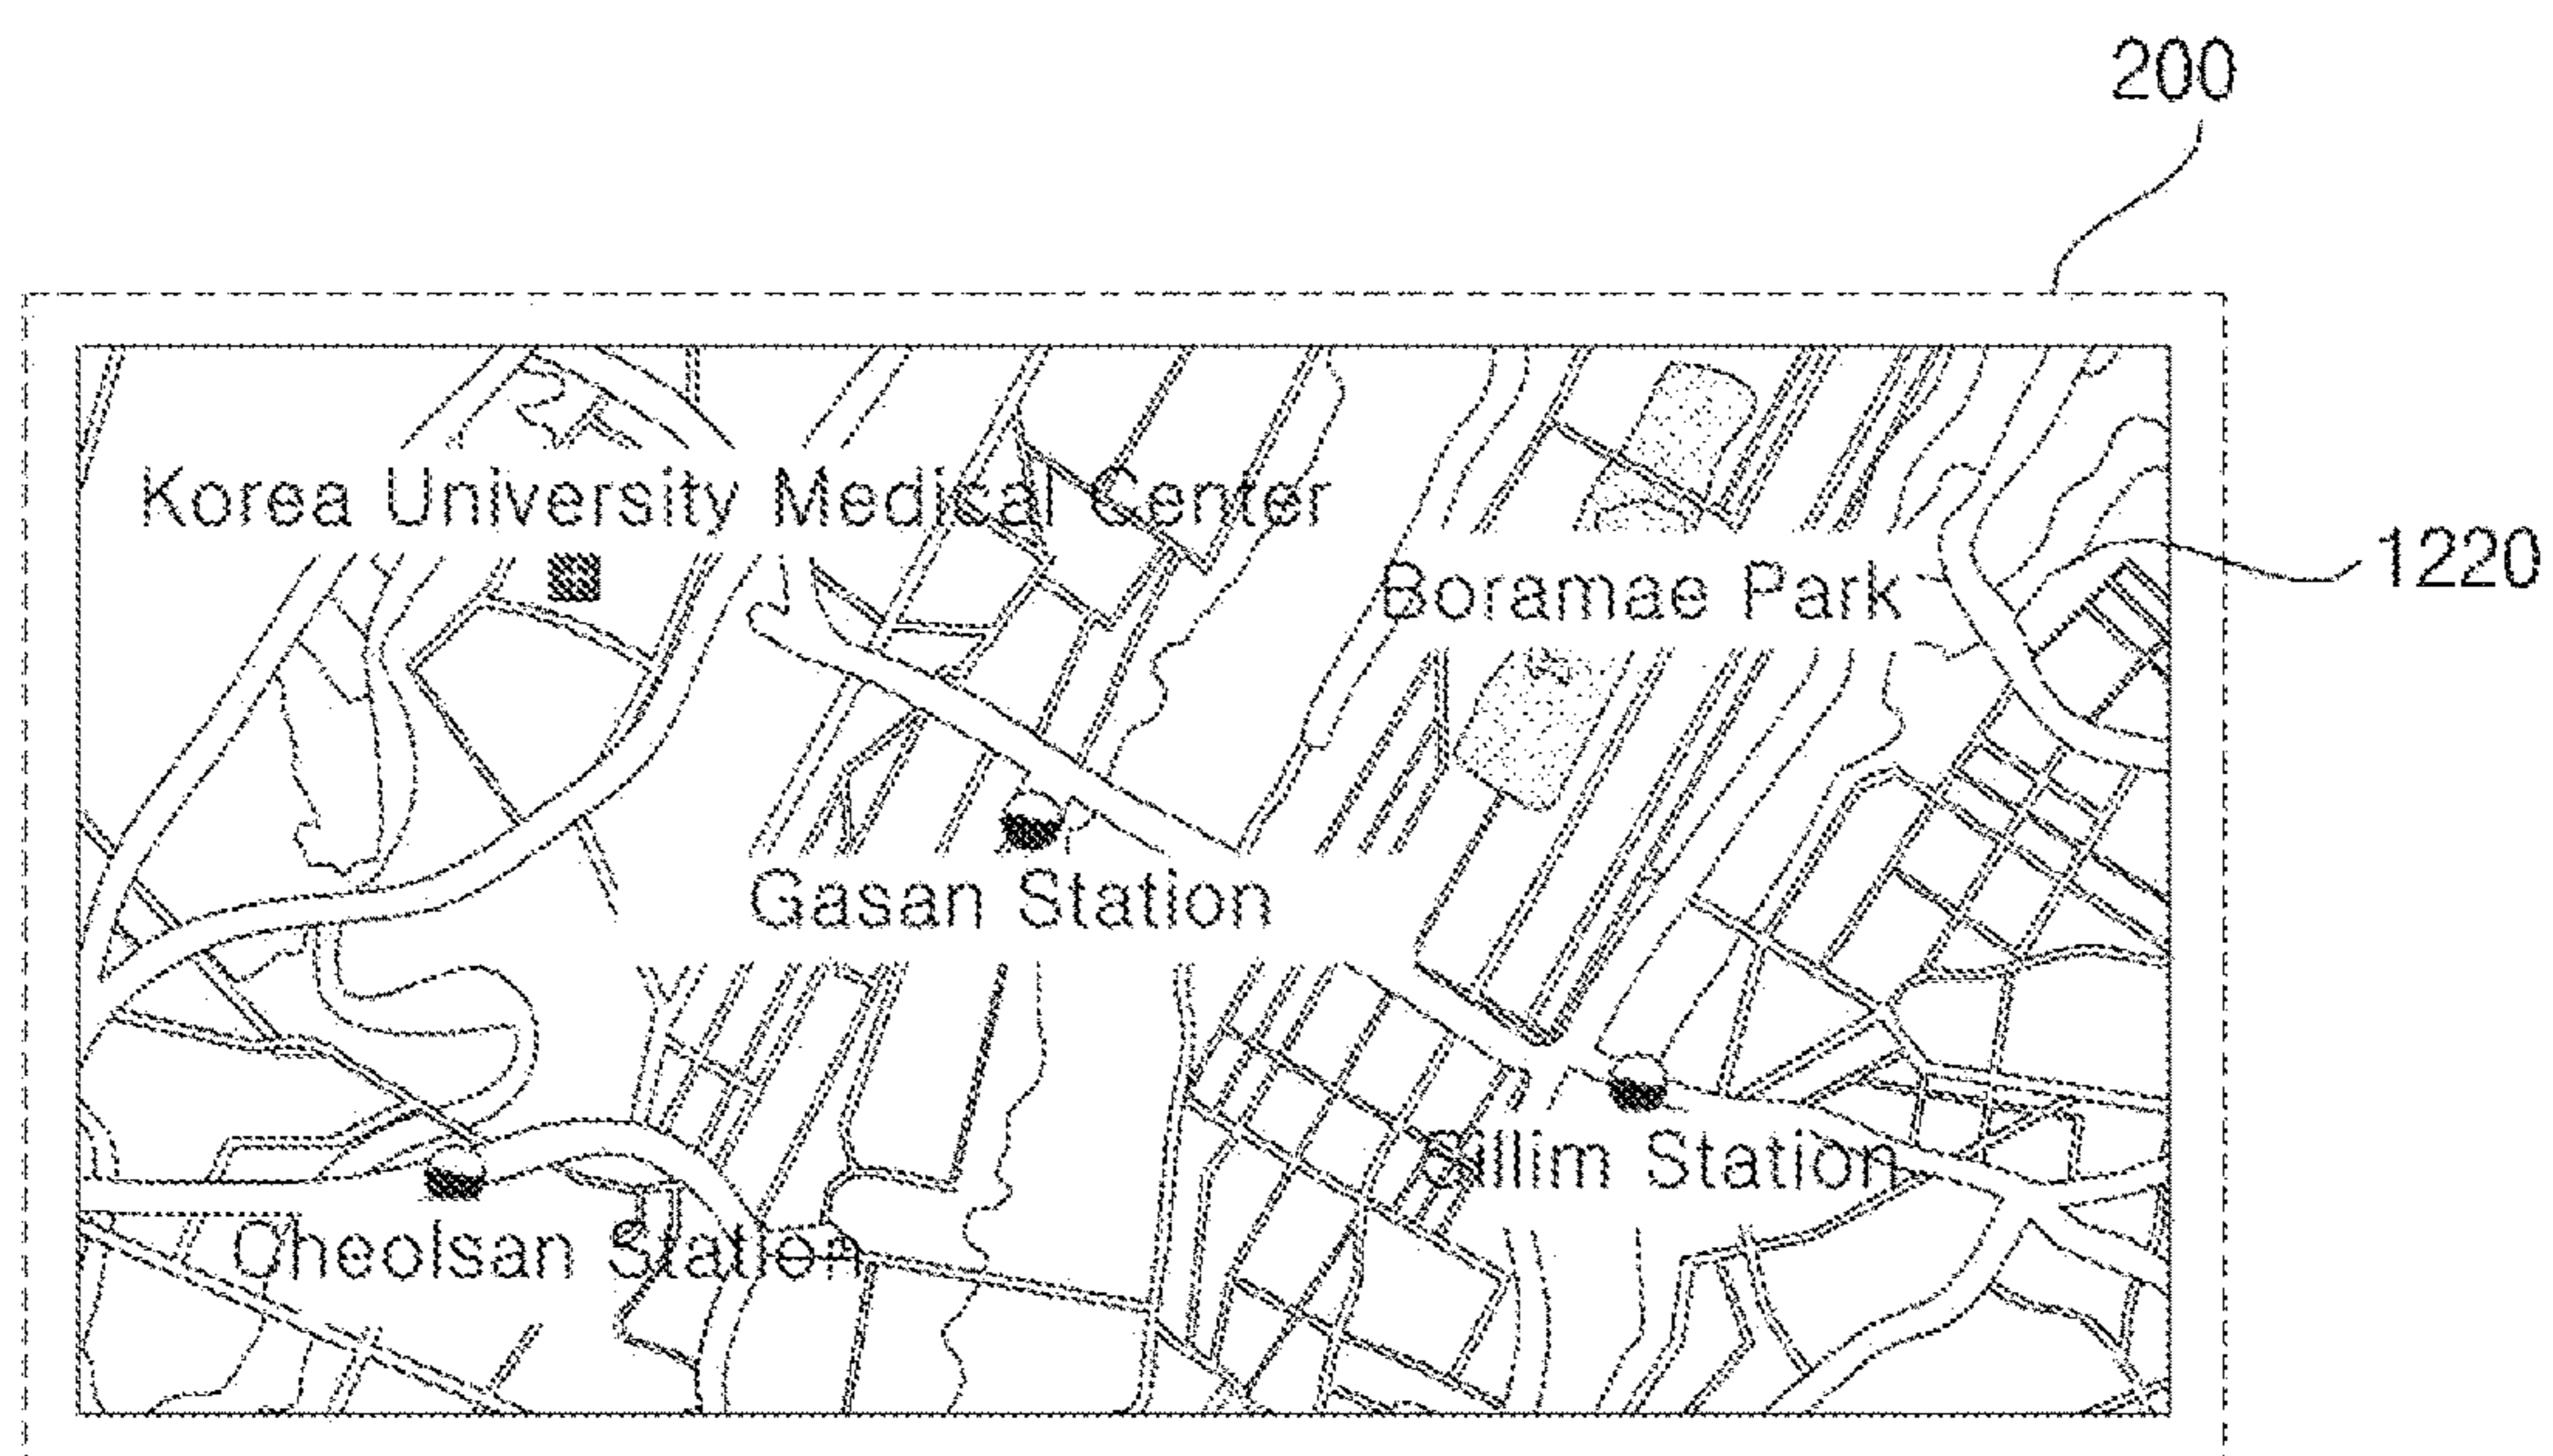 200
Korea University Medical Center
1220
Boramae Park
Gasan Station
Sillim Station
Cheolsan Station